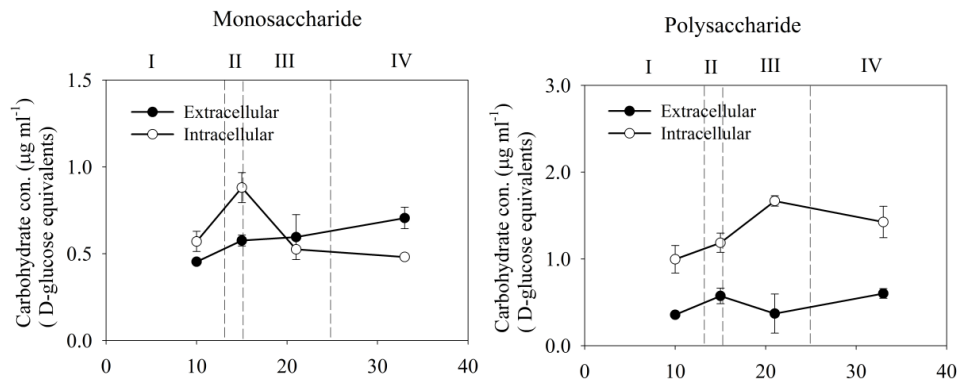 Monosaccharide
I II III IV
1.5
1.0
0.5
0.0
Carbohydrate con. (µg ml⁻¹)
( D-glucose equivalents)
Extracellular
Intracellular
0 10 20 30 40
Polysaccharide
I II III IV
3.0
2.0
1.0
0.0
Carbohydrate con. (µg ml⁻¹)
( D-glucose equivalents)
Extracellular
Intracellular
0 10 20 30 40